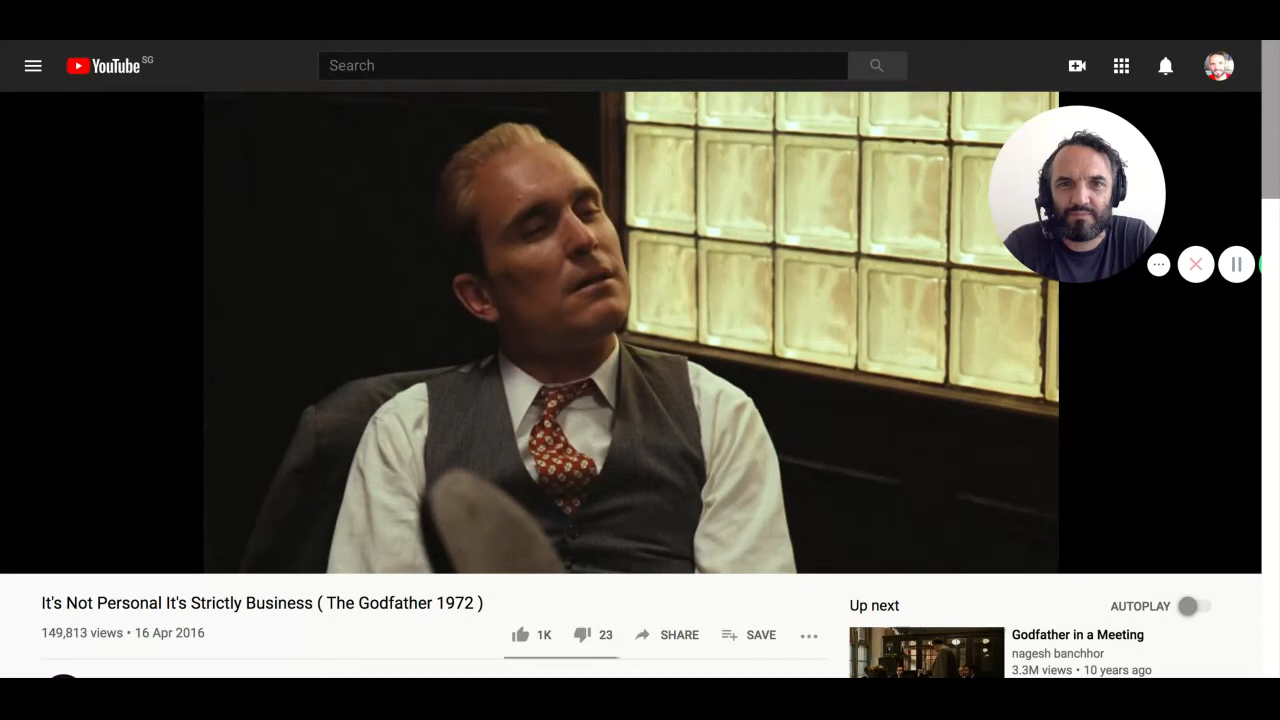 YouTube SG
Search
It's Not Personal It's Strictly Business ( The Godfather 1972 )
149,813 views • 16 Apr 2016
1K
23
SHARE
SAVE
Up next
AUTOPLAY
Godfather in a Meeting
nagesh banchhor
3.3M views • 10 years ago